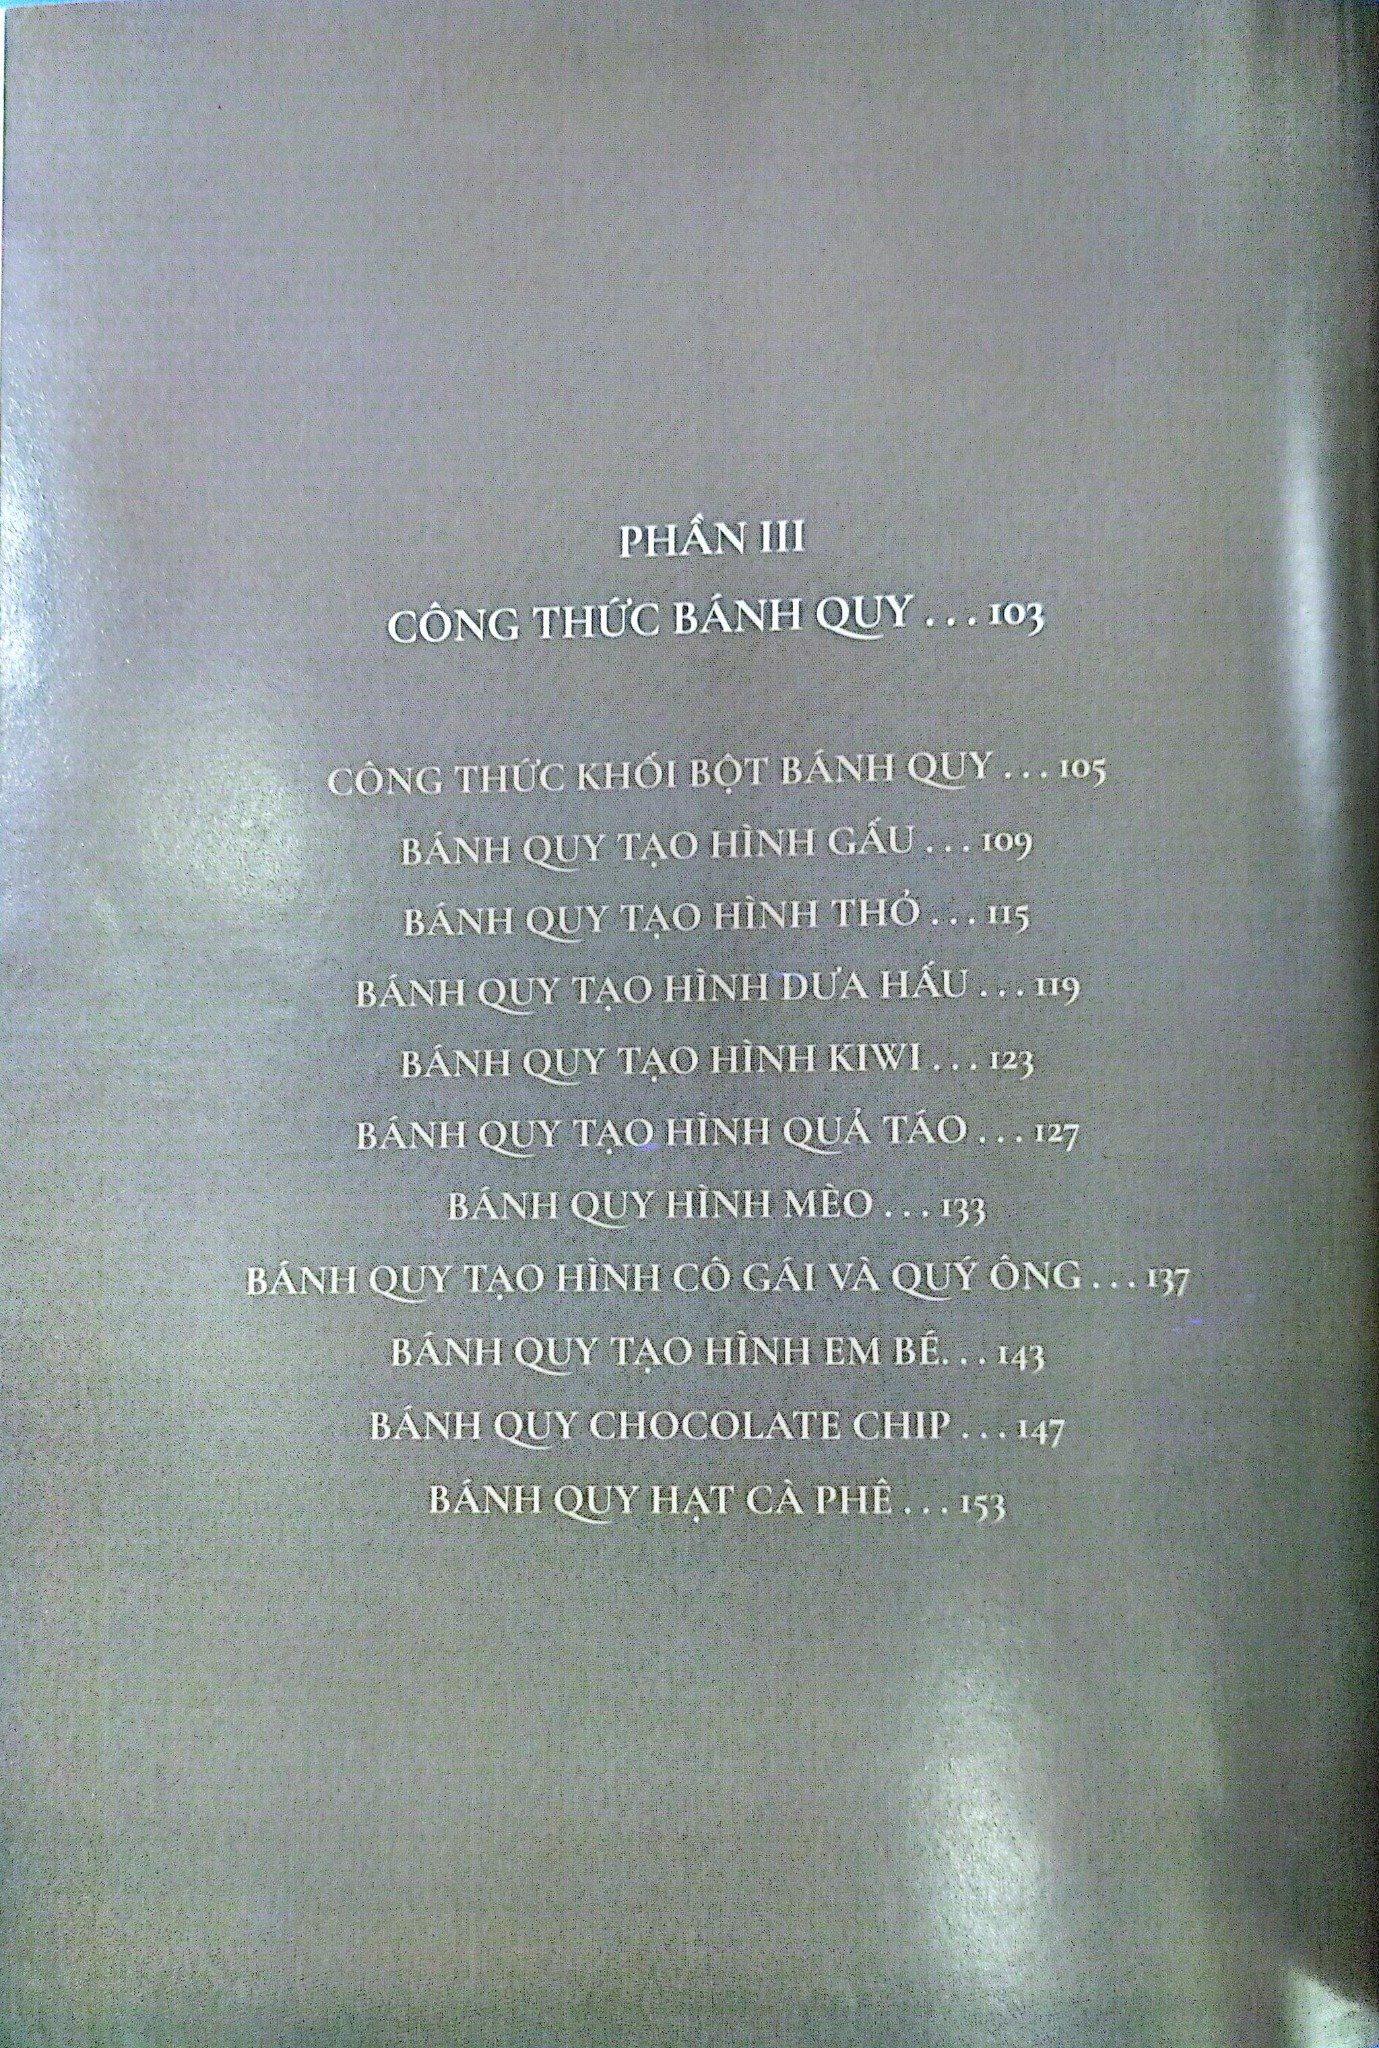 PHẦN III
CÔNG THỨC BÁNH QUY . . . 103
CÔNG THỨC KHỐI BỘT BÁNH QUY . . . 105
BÁNH QUY TẠO HÌNH GẤU . . . 109
BÁNH QUY TẠO HÌNH THỎ . . . 115
BÁNH QUY TẠO HÌNH DƯA HẤU . . . 119
BÁNH QUY TẠO HÌNH KIWI . . . 123
BÁNH QUY TẠO HÌNH QUẢ TÁO . . . 127
BÁNH QUY HÌNH MÈO . . . 133
BÁNH QUY TẠO HÌNH CÔ GÁI VÀ QUÝ ÔNG . . . 137
BÁNH QUY TẠO HÌNH EM BÉ. . . 143
BÁNH QUY CHOCOLATE CHIP . . . 147
BÁNH QUY HẠT CÀ PHÊ . . . 153